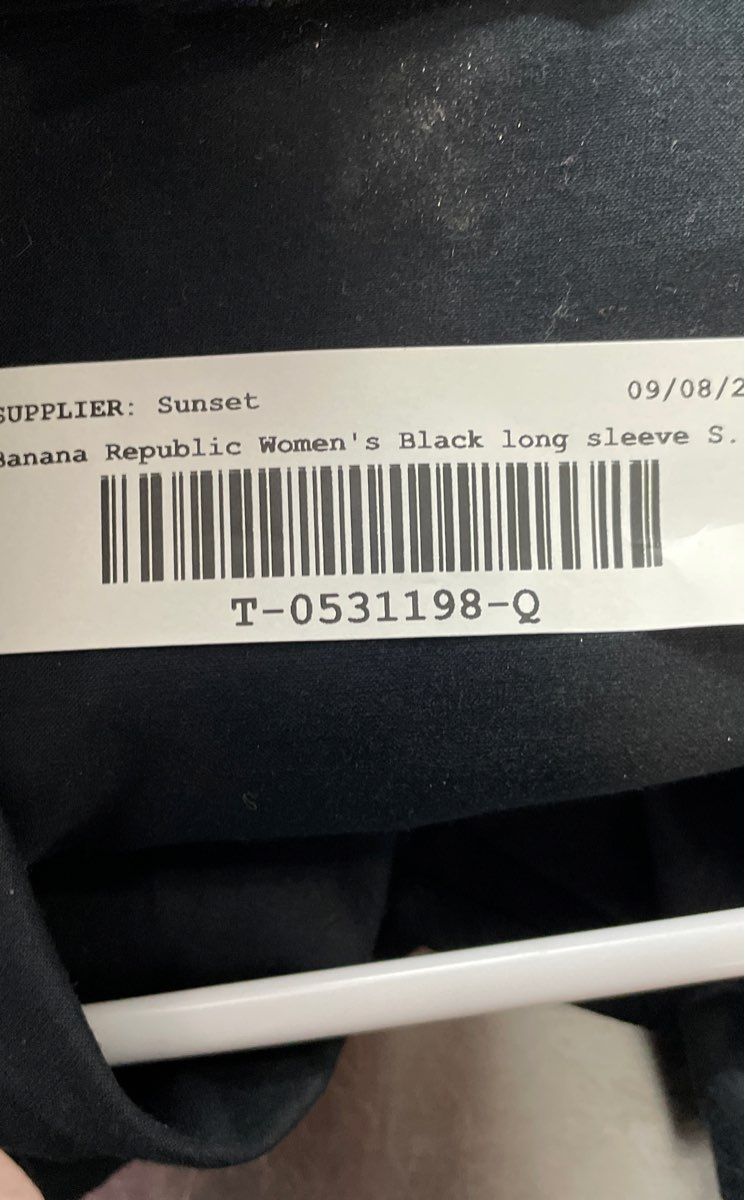 SUPPLIER: Sunset
09/08/2
Banana Republic Women's Black long sleeve S.
T-0531198-Q